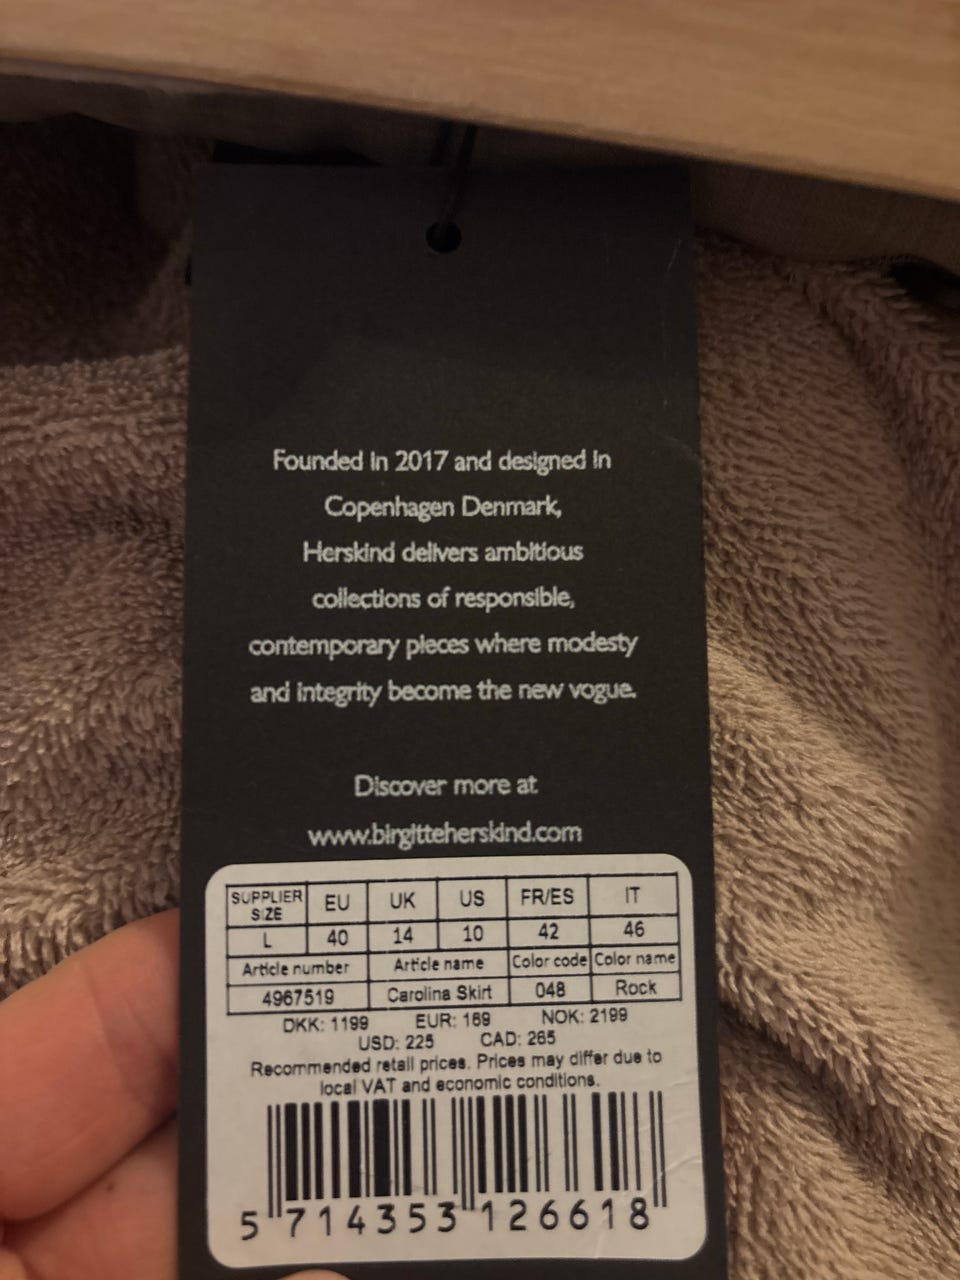 Founded in 2017 and designed in
Copenhagen Denmark,
Herskind delivers ambitious
collections of responsible,
contemporary pieces where modesty
and integrity become the new vogue.
Discover more at
www.birgitteherskind.com
SUPPLIER SIZE EU UK US FR/ES IT
L 40 14 10 42 46
Article number Article name Color code Color name
4967519 Carolina Skirt 048 Rock
DKK: 1199 EUR: 169 NOK: 2199
USD: 225 CAD: 265
Recommended retail prices. Prices may differ due to
local VAT and economic conditions.
5 714353 126618